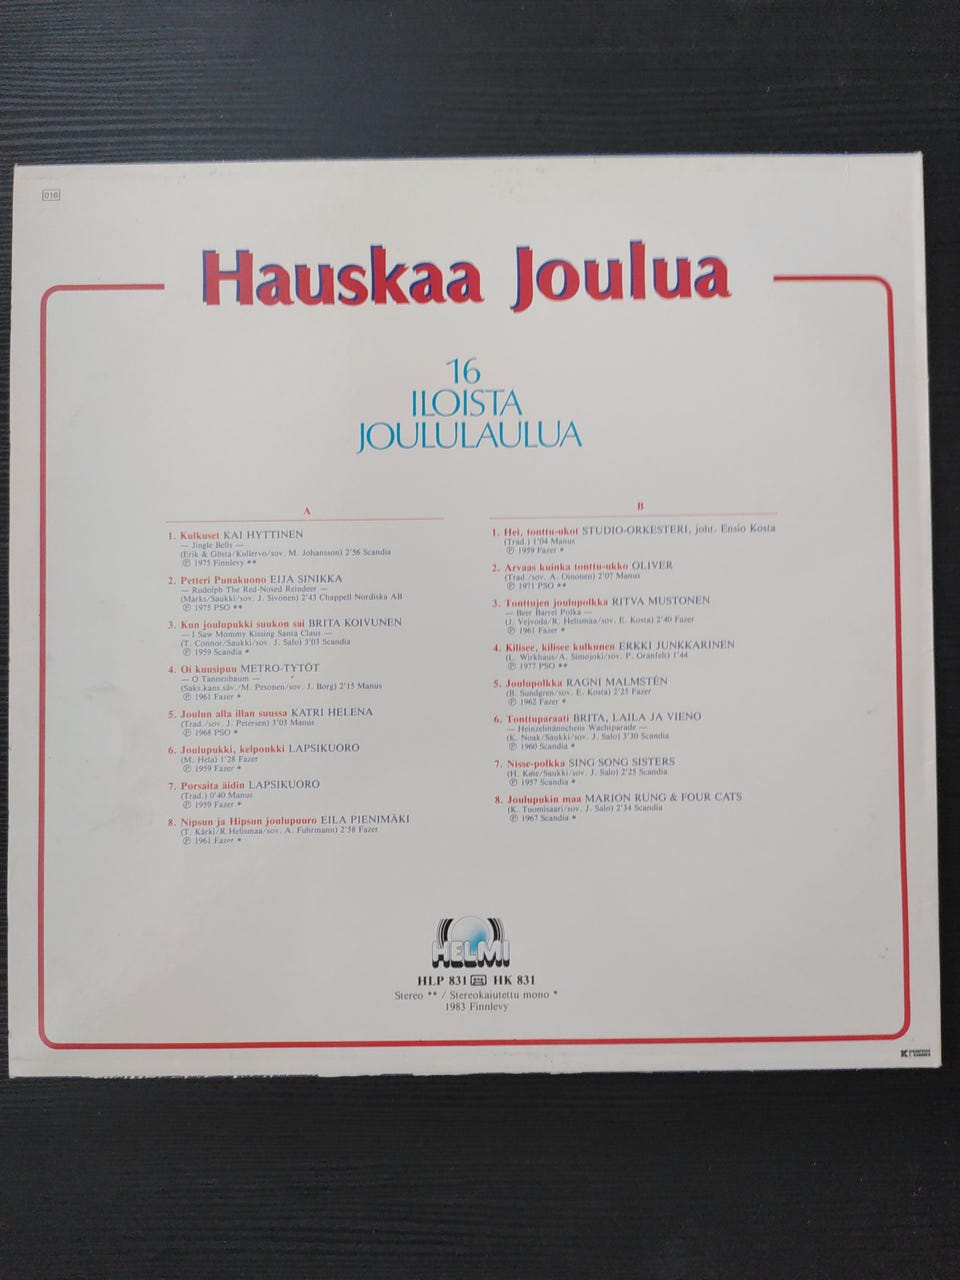 016
Hauskaa Joulua
16
ILOISTA
JOULULAULUA
A
1. Kulkuset KAI HYTTINEN
— Jingle Bells —
(Erik & Gösta/Kullervo/sov. M. Johansson) 2'56 Scandia
℗ 1975 Finnlevy **
2. Petteri Punakuono EIJA SINIKKA
— Rudolph The Red-Nosed Reindeer —
(Marks/Saukki/sov. J. Sivonen) 2'43 Chappell Nordiska AB
℗ 1975 PSO **
3. Kun joulupukki suukon sai BRITA KOIVUNEN
— I Saw Mommy Kissing Santa Claus —
(T. Connor/Saukki/sov. J. Salo) 3'03 Scandia
℗ 1959 Scandia *
4. Oi kuusipuu METRO-TYTÖT
— O Tannenbaum —
(Saks.kans.säv./M. Pesonen/sov. J. Borg) 2'15 Manus
℗ 1961 Fazer *
5. Joulun alla illan suussa KATRI HELENA
(Trad./sov. J. Petersen) 3'03 Manus
℗ 1968 PSO *
6. Joulupukki, kelpoukki LAPSIKUORO
(M. Hela) 1'28 Fazer
℗ 1959 Fazer *
7. Porsaita äidin LAPSIKUORO
(Trad.) 0'40 Manus
℗ 1959 Fazer *
8. Nipsun ja Hipsun joulupuuro EILA PIENIMÄKI
(T. Kärki/R.Helismaa/sov. A. Fuhrmann) 2'58 Fazer
℗ 1961 Fazer *
B
1. Hei, tonttu-ukot STUDIO-ORKESTERI, joht. Ensio Kosta
(Trad.) 1'04 Manus
℗ 1959 Fazer *
2. Arvaas kuinka tonttu-ukko OLIVER
(Trad./sov. A. Oinonen) 2'07 Manus
℗ 1971 PSO **
3. Tonttujen joulupolkka RITVA MUSTONEN
— Beer Barrel Polka —
(J. Vejvoda/R. Helismaa/sov. E. Kosta) 2'40 Fazer
℗ 1961 Fazer *
4. Kilisee, kilisee kulkunen ERKKI JUNKKARINEN
(L. Wirkhaus/A. Simojoki/sov. P. Granfelt) 1'44
℗ 1977 PSO **
5. Joulupolkka RAGNI MALMSTÉN
(B. Sundgren/sov. E. Kosta) 2'25 Fazer
℗ 1962 Fazer *
6. Tonttuparaati BRITA, LAILA JA VIENO
— Heinzelmännchens Wachtparade —
(K. Noak/Saukki/sov. J. Salo) 3'30 Scandia
℗ 1960 Scandia *
7. Nisse-polkka SING SONG SISTERS
(H. Køie/Saukki/sov. J. Salo) 2'25 Scandia
℗ 1957 Scandia *
8. Joulupukin maa MARION RUNG & FOUR CATS
(K. Tuomisaari/sov. J. Salo) 2'34 Scandia
℗ 1967 Scandia *
HELMI
HLP 831 HK 831
Stereo ** / Stereokaiutettu mono *
1983 Finnlevy